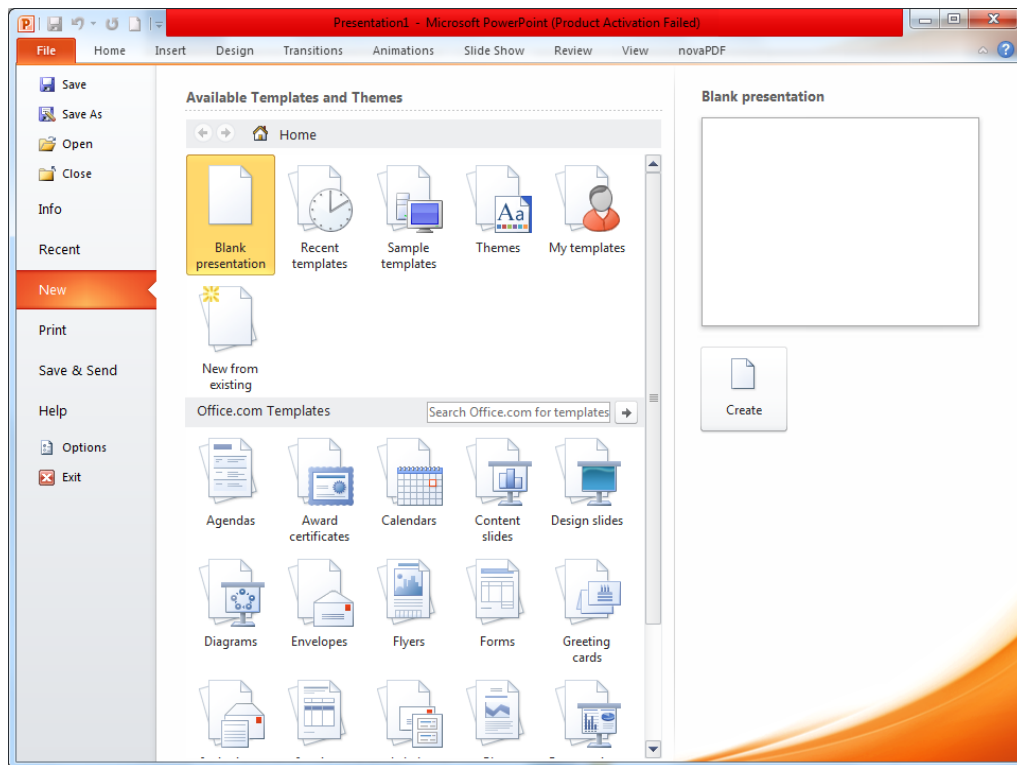 Presentation1 - Microsoft PowerPoint (Product Activation Failed)
File Home Insert Design Transitions Animations Slide Show Review View novaPDF
Save
Save As
Open
Close
Info
Recent
New
Print
Save & Send
Help
Options
Exit
Available Templates and Themes
Home
Blank presentation
Recent templates
Sample templates
Themes
My templates
New from existing
Office.com Templates
Search Office.com for templates
Agendas
Award certificates
Calendars
Content slides
Design slides
Diagrams
Envelopes
Flyers
Forms
Greeting cards
Blank presentation
Create